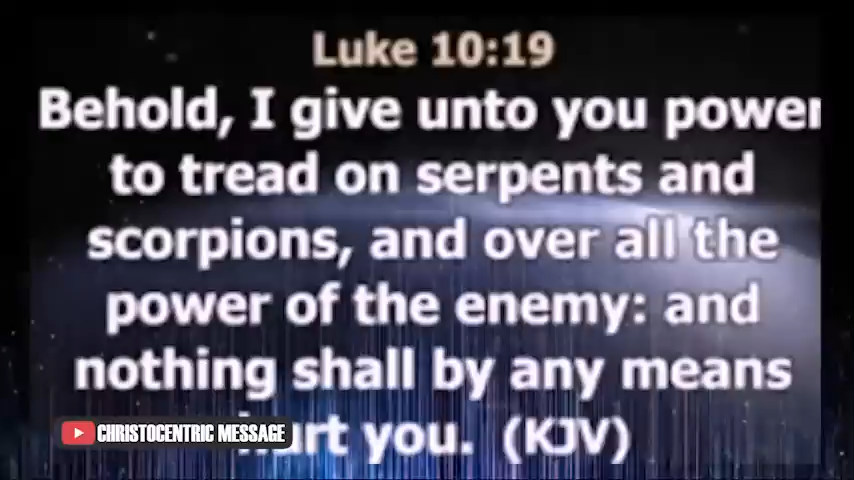 Luke 10:19
Behold, I give unto you power
to tread on serpents and
scorpions, and over all the
power of the enemy: and
nothing shall by any means
hurt you. (KJV)
CHRISTOCENTRIC MESSAGE